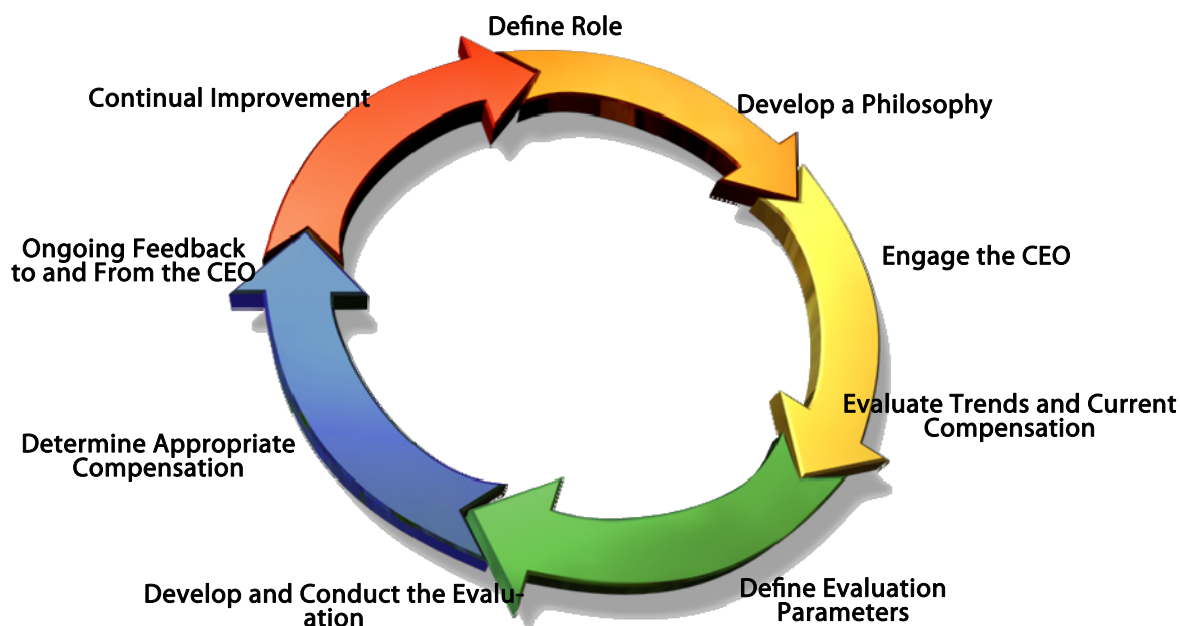 Define Role
Develop a Philosophy
Engage the CEO
Evaluate Trends and Current
Compensation
Define Evaluation
Parameters
Develop and Conduct the Evalu-
ation
Determine Appropriate
Compensation
Ongoing Feedback
to and From the CEO
Continual Improvement